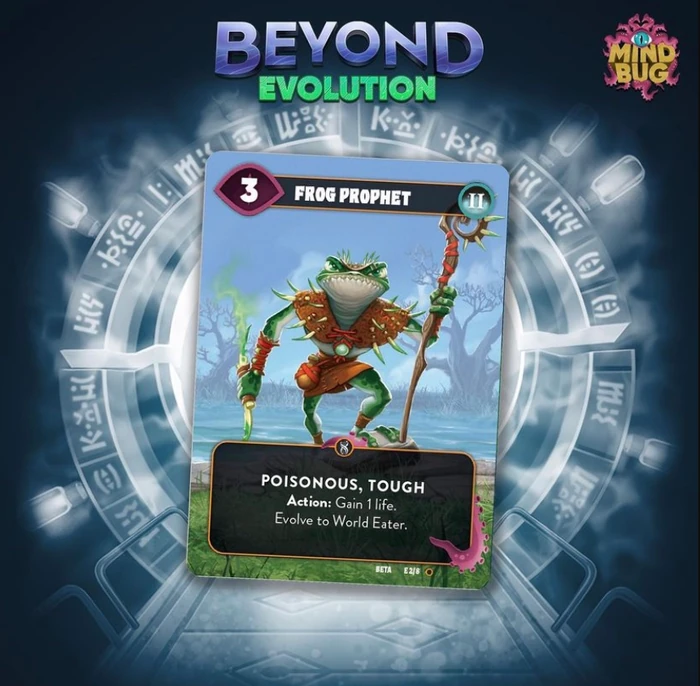 BEYOND
EVOLUTION
MIND
BUG
3
FROG PROPHET
II
POISONOUS, TOUGH
Action: Gain 1 life.
Evolve to World Eater.
BETA E 2/8